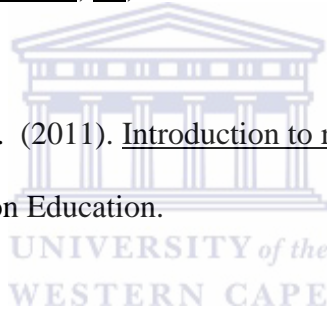 . (2011). Introduction to r
on Education.
UNIVERSITY of the
WESTERN CAPE